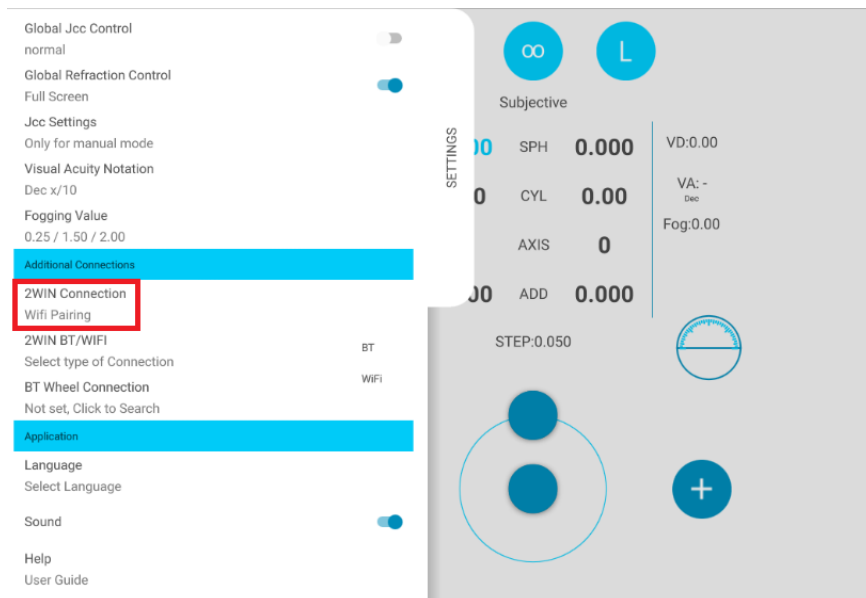 Global Jcc Control
normal
Global Refraction Control
Full Screen
Jcc Settings
Only for manual mode
Visual Acuity Notation
Dec x/10
Fogging Value
0.25 / 1.50 / 2.00
Additional Connections
2WIN Connection
Wifi Pairing
2WIN BT/WIFI
Select type of Connection
BT
WiFi
BT Wheel Connection
Not set, Click to Search
Application
Language
Select Language
Sound
Help
User Guide
SETTINGS
∞
L
Subjective
00 SPH 0.000
0 CYL 0.00
AXIS 0
00 ADD 0.000
VD:0.00
VA: -
Dec
Fog:0.00
STEP:0.050
+